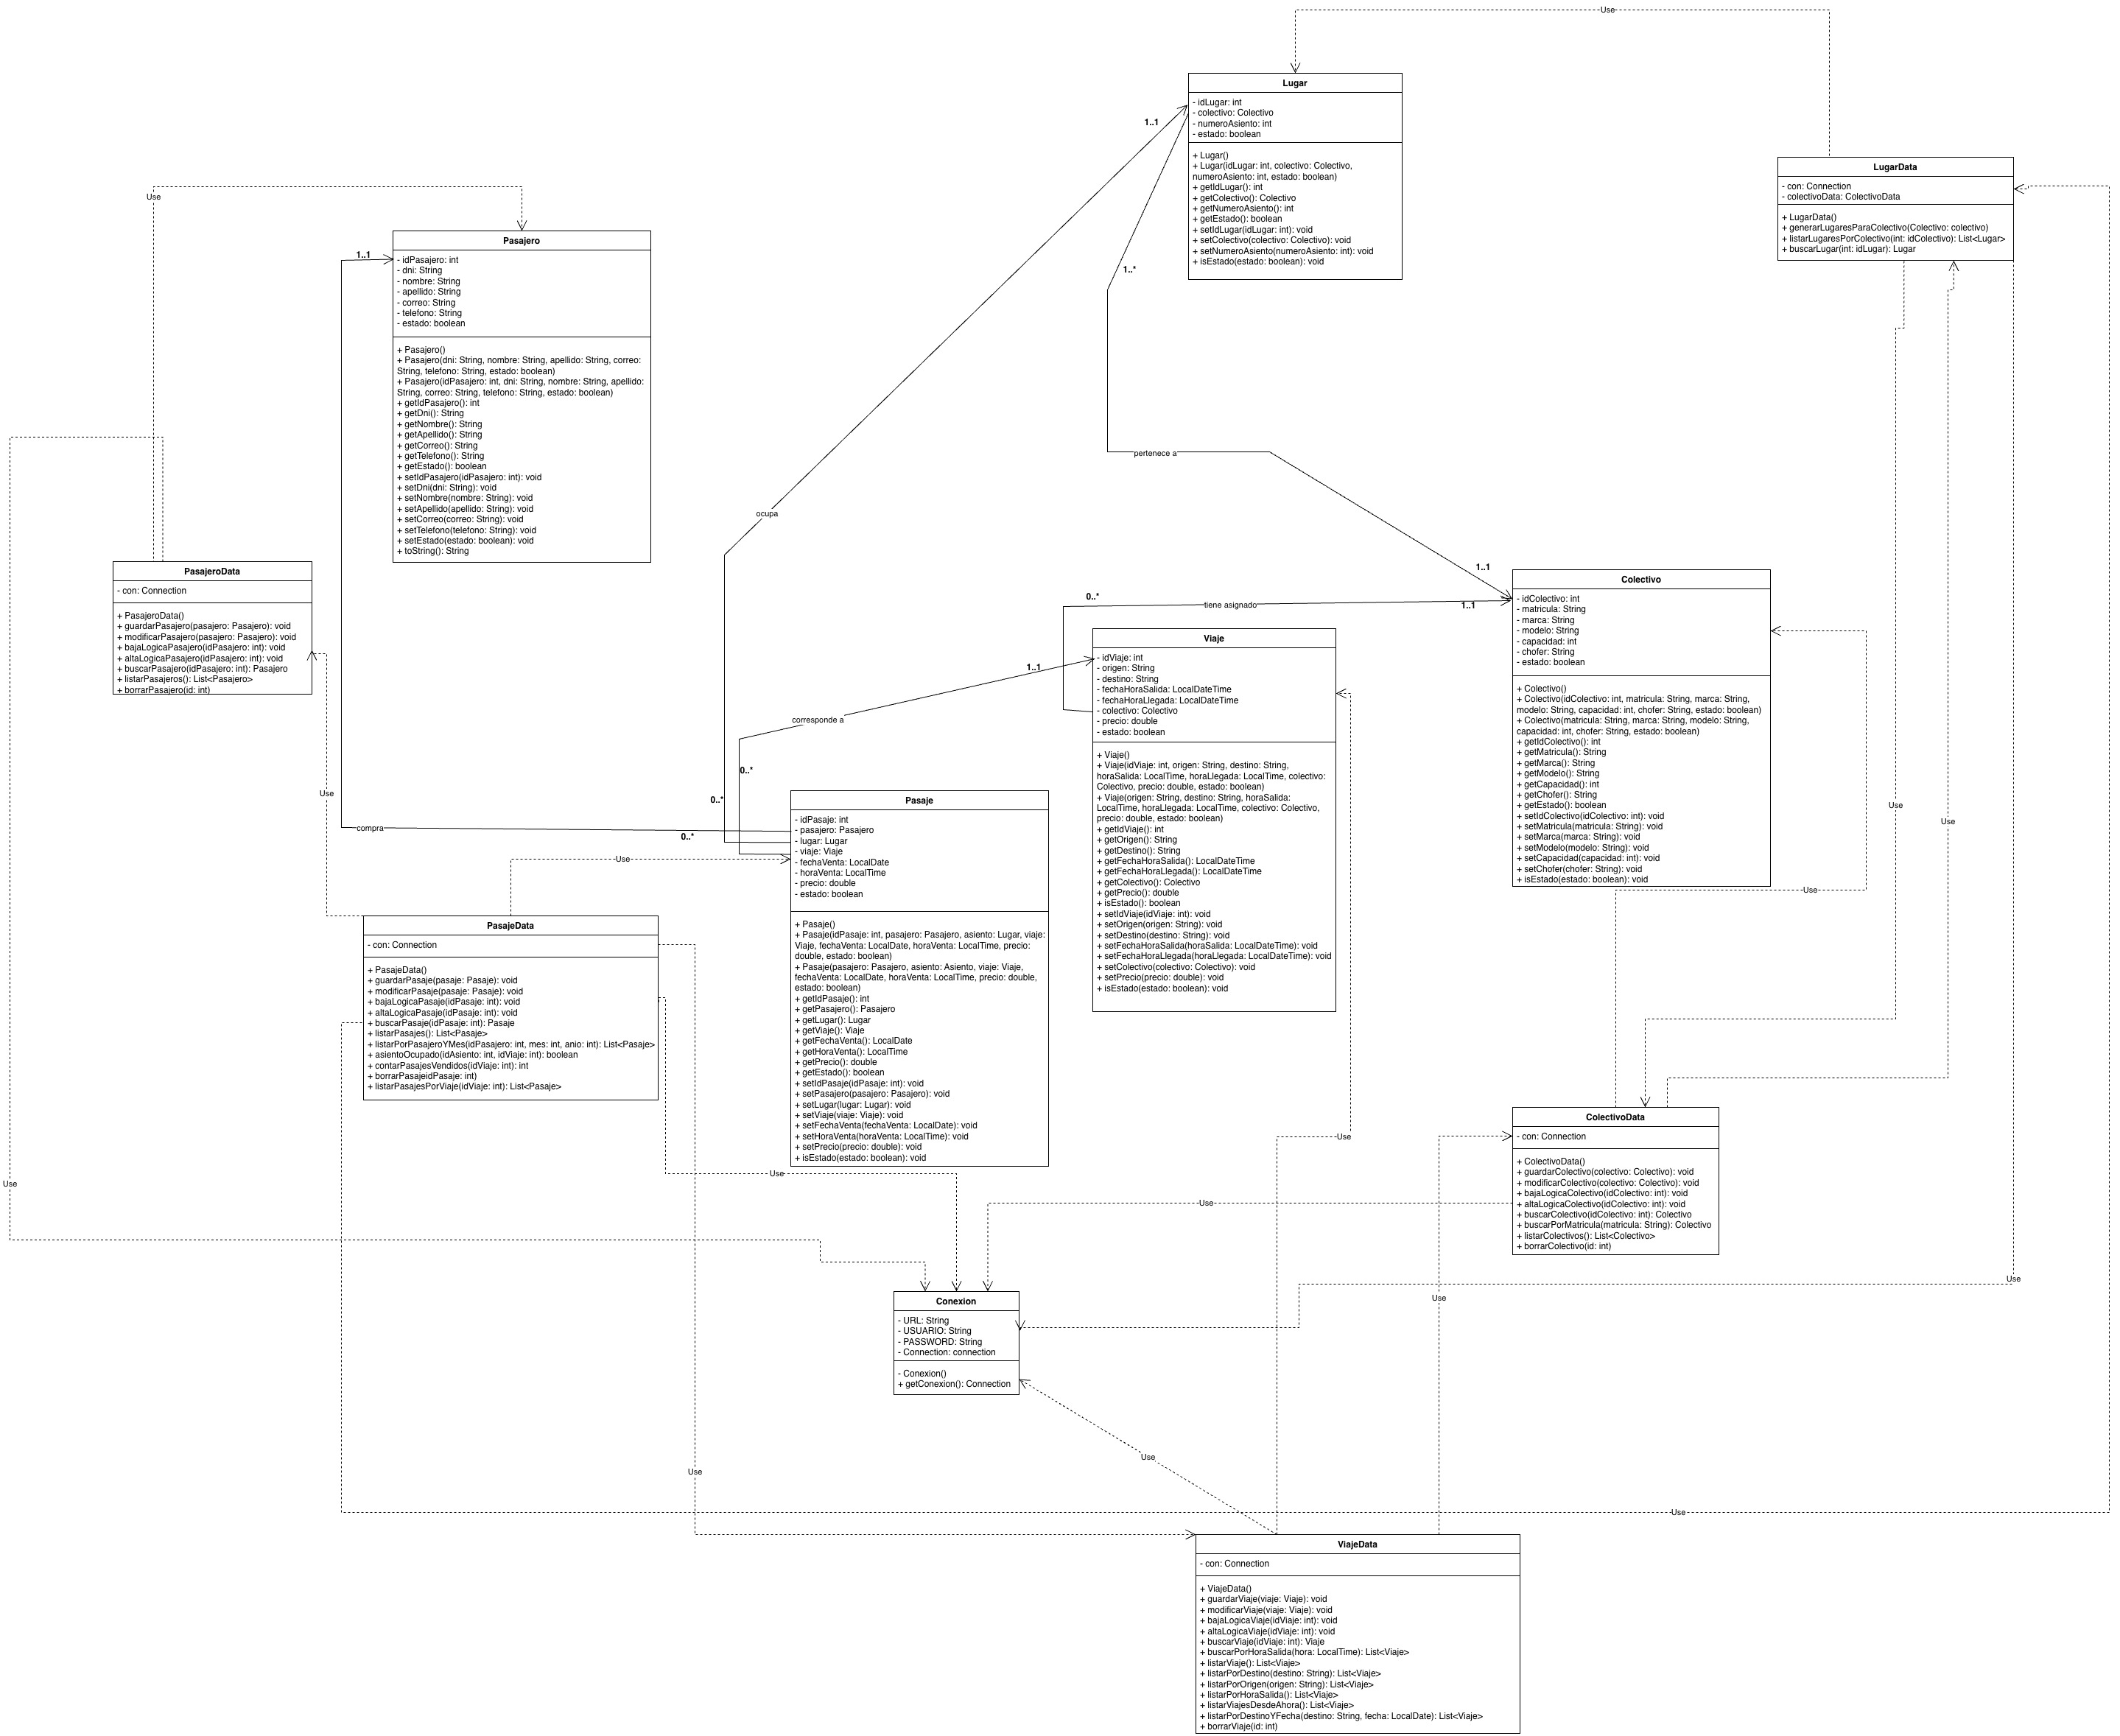 Use
Lugar
- idLugar: int
- colectivo: Colectivo
- numeroAsiento: int
- estado: boolean
+ Lugar()
+ Lugar(idLugar: int, colectivo: Colectivo,
numeroAsiento: int, estado: boolean)
+ getIdLugar(): int
+ getColectivo(): Colectivo
+ getNumeroAsiento(): int
+ getEstado(): boolean
+ setIdLugar(idLugar: int): void
+ setColectivo(colectivo: Colectivo): void
+ setNumeroAsiento(numeroAsiento: int): void
+ isEstado(estado: boolean): void
1..1
1..*
LugarData
- con: Connection
- colectivoData: ColectivoData
+ LugarData()
+ generarLugaresParaColectivo(Colectivo: colectivo)
+ listarLugaresPorColectivo(int: idColectivo): List<Lugar>
+ buscarLugar(int: idLugar): Lugar
Use
Pasajero
1..1
- idPasajero: int
- dni: String
- nombre: String
- apellido: String
- correo: String
- telefono: String
- estado: boolean
+ Pasajero()
+ Pasajero(dni: String, nombre: String, apellido: String, correo:
String, telefono: String, estado: boolean)
+ Pasajero(idPasajero: int, dni: String, nombre: String, apellido:
String, correo: String, telefono: String, estado: boolean)
+ getIdPasajero(): int
+ getDni(): String
+ getNombre(): String
+ getApellido(): String
+ getCorreo(): String
+ getTelefono(): String
+ getEstado(): boolean
+ setIdPasajero(idPasajero: int): void
+ setDni(dni: String): void
+ setNombre(nombre: String): void
+ setApellido(apellido: String): void
+ setCorreo(correo: String): void
+ setTelefono(telefono: String): void
+ setEstado(estado: boolean): void
+ toString(): String
pertenece a
ocupa
PasajeroData
- con: Connection
+ PasajeroData()
+ guardarPasajero(pasajero: Pasajero): void
+ modificarPasajero(pasajero: Pasajero): void
+ bajaLogicaPasajero(idPasajero: int): void
+ altaLogicaPasajero(idPasajero: int): void
+ buscarPasajero(idPasajero: int): Pasajero
+ listarPasajeros(): List<Pasajero>
+ borrarPasajero(id: int)
1..1
0..*
tiene asignado
1..1
Colectivo
- idColectivo: int
- matricula: String
- marca: String
- modelo: String
- capacidad: int
- chofer: String
- estado: boolean
+ Colectivo()
+ Colectivo(idColectivo: int, matricula: String, marca: String,
modelo: String, capacidad: int, chofer: String, estado: boolean)
+ Colectivo(matricula: String, marca: String, modelo: String,
capacidad: int, chofer: String, estado: boolean)
+ getIdColectivo(): int
+ getMatricula(): String
+ getMarca(): String
+ getModelo(): String
+ getCapacidad(): int
+ getChofer(): String
+ getEstado(): boolean
+ setIdColectivo(idColectivo: int): void
+ setMatricula(matricula: String): void
+ setMarca(marca: String): void
+ setModelo(modelo: String): void
+ setCapacidad(capacidad: int): void
+ setChofer(chofer: String): void
+ isEstado(estado: boolean): void
Viaje
1..1
- idViaje: int
- origen: String
- destino: String
- fechaHoraSalida: LocalDateTime
- fechaHoraLlegada: LocalDateTime
- colectivo: Colectivo
- precio: double
- estado: boolean
+ Viaje()
+ Viaje(idViaje: int, origen: String, destino: String,
horaSalida: LocalTime, horaLlegada: LocalTime, colectivo:
Colectivo, precio: double, estado: boolean)
+ Viaje(origen: String, destino: String, horaSalida:
LocalTime, horaLlegada: LocalTime, colectivo: Colectivo,
precio: double, estado: boolean)
+ getIdViaje(): int
+ getOrigen(): String
+ getDestino(): String
+ getFechaHoraSalida(): LocalDateTime
+ getFechaHoraLlegada(): LocalDateTime
+ getColectivo(): Colectivo
+ getPrecio(): double
+ isEstado(): boolean
+ setIdViaje(idViaje: int): void
+ setOrigen(origen: String): void
+ setDestino(destino: String): void
+ setFechaHoraSalida(horaSalida: LocalDateTime): void
+ setFechaHoraLlegada(horaLlegada: LocalDateTime): void
+ setColectivo(colectivo: Colectivo): void
+ setPrecio(precio: double): void
+ isEstado(estado: boolean): void
corresponde a
0..*
0..*
Use
compra
0..*
Use
Use
Use
Use
Use
Pasaje
- idPasaje: int
- pasajero: Pasajero
- lugar: Lugar
- viaje: Viaje
- fechaVenta: LocalDate
- horaVenta: LocalTime
- precio: double
- estado: boolean
+ Pasaje()
+ Pasaje(idPasaje: int, pasajero: Pasajero, asiento: Lugar, viaje:
Viaje, fechaVenta: LocalDate, horaVenta: LocalTime, precio:
double, estado: boolean)
+ Pasaje(pasajero: Pasajero, asiento: Asiento, viaje: Viaje,
fechaVenta: LocalDate, horaVenta: LocalTime, precio: double,
estado: boolean)
+ getIdPasaje(): int
+ getPasajero(): Pasajero
+ getLugar(): Lugar
+ getViaje(): Viaje
+ getFechaVenta(): LocalDate
+ getHoraVenta(): LocalTime
+ getPrecio(): double
+ getEstado(): boolean
+ setIdPasaje(idPasaje: int): void
+ setPasajero(pasajero: Pasajero): void
+ setLugar(lugar: Lugar): void
+ setViaje(viaje: Viaje): void
+ setFechaVenta(fechaVenta: LocalDate): void
+ setHoraVenta(horaVenta: LocalTime): void
+ setPrecio(precio: double): void
+ isEstado(estado: boolean): void
PasajeData
- con: Connection
+ PasajeData()
+ guardarPasaje(pasaje: Pasaje): void
+ modificarPasaje(pasaje: Pasaje): void
+ bajaLogicaPasaje(idPasaje: int): void
+ altaLogicaPasaje(idPasaje: int): void
+ buscarPasaje(idPasaje: int): Pasaje
+ listarPasajes(): List<Pasaje>
+ listarPorPasajeroYMes(idPasajero: int, mes: int, anio: int): List<Pasaje>
+ asientoOcupado(idAsiento: int, idViaje: int): boolean
+ contarPasajesVendidos(idViaje: int): int
+ borrarPasajeidPasaje: int)
+ listarPasajesPorViaje(idViaje: int): List<Pasaje>
ColectivoData
- con: Connection
+ ColectivoData()
+ guardarColectivo(colectivo: Colectivo): void
+ modificarColectivo(colectivo: Colectivo): void
+ bajaLogicaColectivo(idColectivo: int): void
+ altaLogicaColectivo(idColectivo: int): void
+ buscarColectivo(idColectivo: int): Colectivo
+ buscarPorMatricula(matricula: String): Colectivo
+ listarColectivos(): List<Colectivo>
+ borrarColectivo(id: int)
Use
Use
Use
Use
Use
Conexion
- URL: String
- USUARIO: String
- PASSWORD: String
- Connection: connection
- Conexion()
+ getConexion(): Connection
Use
Use
Use
Use
ViajeData
- con: Connection
+ ViajeData()
+ guardarViaje(viaje: Viaje): void
+ modificarViaje(viaje: Viaje): void
+ bajaLogicaViaje(idViaje: int): void
+ altaLogicaViaje(idViaje: int): void
+ buscarViaje(idViaje: int): Viaje
+ buscarPorHoraSalida(hora: LocalTime): List<Viaje>
+ listarViaje(): List<Viaje>
+ listarPorDestino(destino: String): List<Viaje>
+ listarPorOrigen(origen: String): List<Viaje>
+ listarPorHoraSalida(): List<Viaje>
+ listarViajesDesdeAhora(): List<Viaje>
+ listarPorDestinoYFecha(destino: String, fecha: LocalDate): List<Viaje>
+ borrarViaje(id: int)